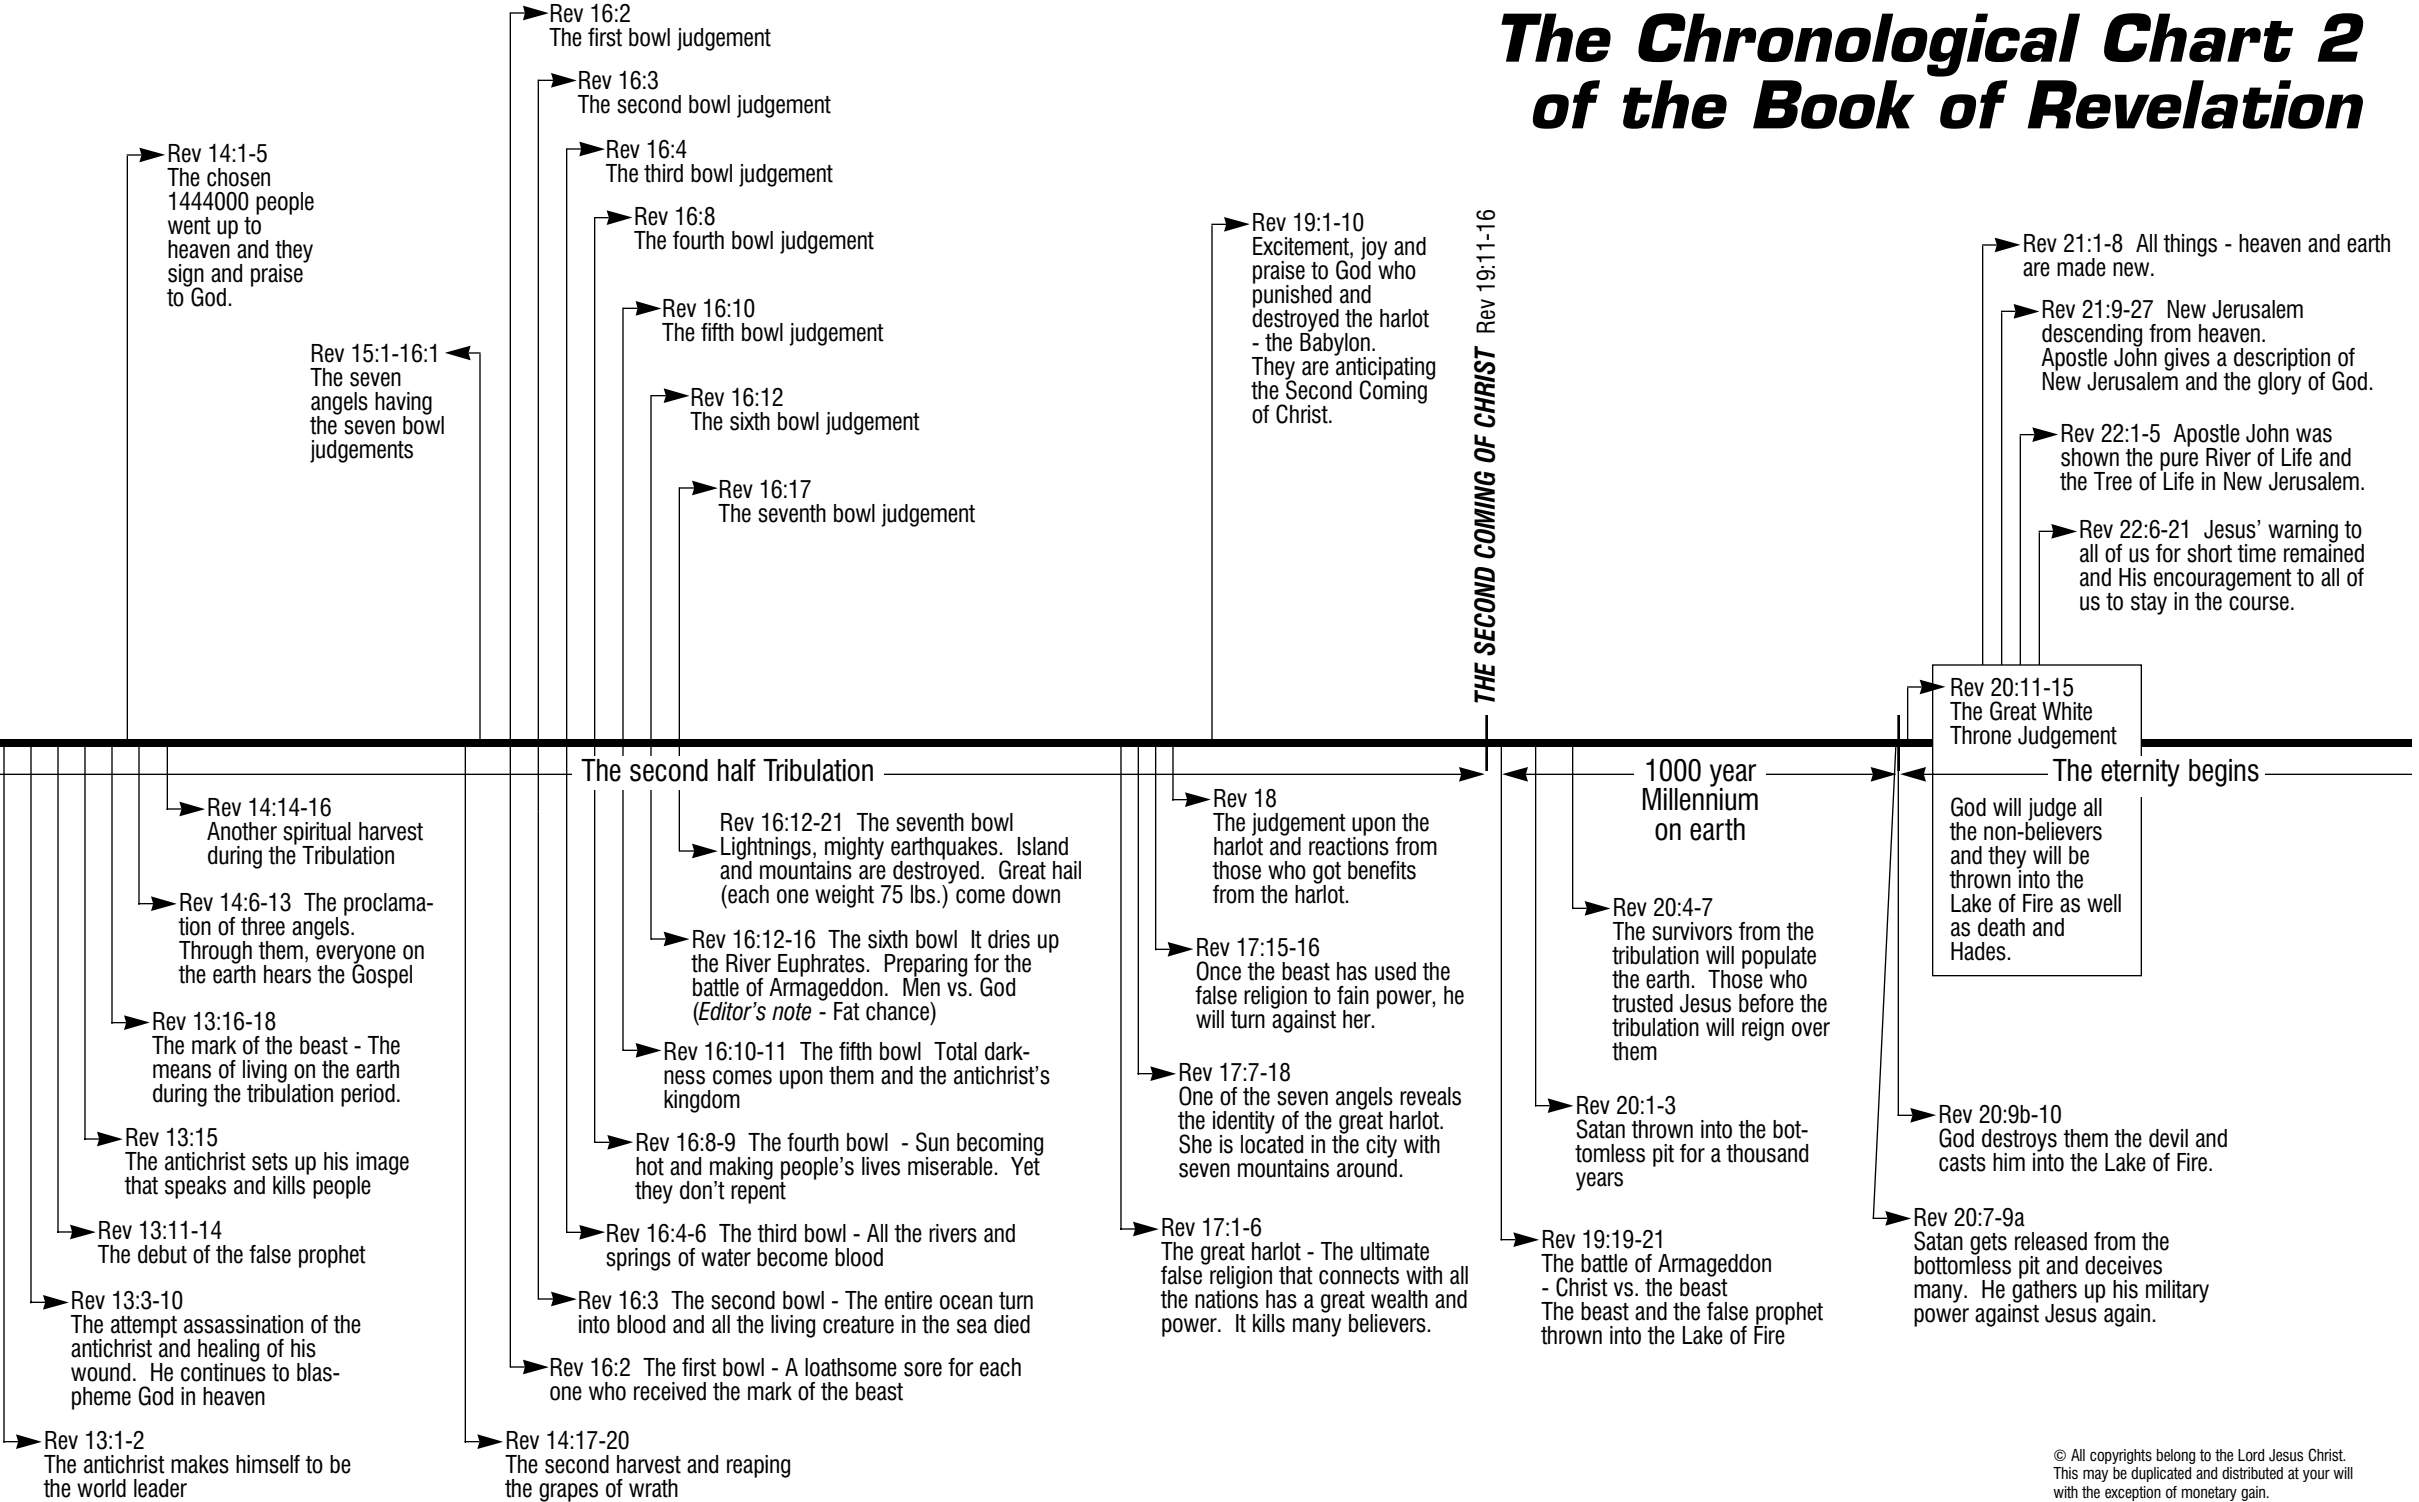 The Chronological Chart 2
of the Book of Revelation
Rev 14:1-5
The chosen
1444000 people
went up to
heaven and they
sign and praise
to God.
Rev 15:1-16:1
The seven
angels having
the seven bowl
judgements
Rev 16:2
The first bowl judgement
Rev 16:3
The second bowl judgement
Rev 16:4
The third bowl judgement
Rev 16:8
The fourth bowl judgement
Rev 16:10
The fifth bowl judgement
Rev 16:12
The sixth bowl judgement
Rev 16:17
The seventh bowl judgement
Rev 19:1-10
Excitement, joy and
praise to God who
punished and
destroyed the harlot
- the Babylon.
They are anticipating
the Second Coming
of Christ.
THE SECOND COMING OF CHRIST Rev 19:11-16
Rev 21:1-8 All things - heaven and earth
are made new.
Rev 21:9-27 New Jerusalem
descending from heaven.
Apostle John gives a description of
New Jerusalem and the glory of God.
Rev 22:1-5 Apostle John was
shown the pure River of Life and
the Tree of Life in New Jerusalem.
Rev 22:6-21 Jesus’ warning to
all of us for short time remained
and His encouragement to all of
us to stay in the course.
Rev 20:11-15
The Great White
Throne Judgement
The second half Tribulation
1000 year
Millennium
on earth
The eternity begins
God will judge all
the non-believers
and they will be
thrown into the
Lake of Fire as well
as death and
Hades.
Rev 14:14-16
Another spiritual harvest
during the Tribulation
Rev 14:6-13 The proclama-
tion of three angels.
Through them, everyone on
the earth hears the Gospel
Rev 13:16-18
The mark of the beast - The
means of living on the earth
during the tribulation period.
Rev 13:15
The antichrist sets up his image
that speaks and kills people
Rev 13:11-14
The debut of the false prophet
Rev 13:3-10
The attempt assassination of the
antichrist and healing of his
wound. He continues to blas-
pheme God in heaven
Rev 13:1-2
The antichrist makes himself to be
the world leader
Rev 16:12-21 The seventh bowl
Lightnings, mighty earthquakes. Island
and mountains are destroyed. Great hail
(each one weight 75 lbs.) come down
Rev 16:12-16 The sixth bowl It dries up
the River Euphrates. Preparing for the
battle of Armageddon. Men vs. God
(Editor’s note - Fat chance)
Rev 16:10-11 The fifth bowl Total dark-
ness comes upon them and the antichrist’s
kingdom
Rev 16:8-9 The fourth bowl - Sun becoming
hot and making people’s lives miserable. Yet
they don’t repent
Rev 16:4-6 The third bowl - All the rivers and
springs of water become blood
Rev 16:3 The second bowl - The entire ocean turn
into blood and all the living creature in the sea died
Rev 16:2 The first bowl - A loathsome sore for each
one who received the mark of the beast
Rev 14:17-20
The second harvest and reaping
the grapes of wrath
Rev 18
The judgement upon the
harlot and reactions from
those who got benefits
from the harlot.
Rev 17:15-16
Once the beast has used the
false religion to fain power, he
will turn against her.
Rev 17:7-18
One of the seven angels reveals
the identity of the great harlot.
She is located in the city with
seven mountains around.
Rev 17:1-6
The great harlot - The ultimate
false religion that connects with all
the nations has a great wealth and
power. It kills many believers.
Rev 20:4-7
The survivors from the
tribulation will populate
the earth. Those who
trusted Jesus before the
tribulation will reign over
them
Rev 20:1-3
Satan thrown into the bot-
tomless pit for a thousand
years
Rev 19:19-21
The battle of Armageddon
- Christ vs. the beast
The beast and the false prophet
thrown into the Lake of Fire
Rev 20:9b-10
God destroys them the devil and
casts him into the Lake of Fire.
Rev 20:7-9a
Satan gets released from the
bottomless pit and deceives
many. He gathers up his military
power against Jesus again.
© All copyrights belong to the Lord Jesus Christ.
This may be duplicated and distributed at your will
with the exception of monetary gain.